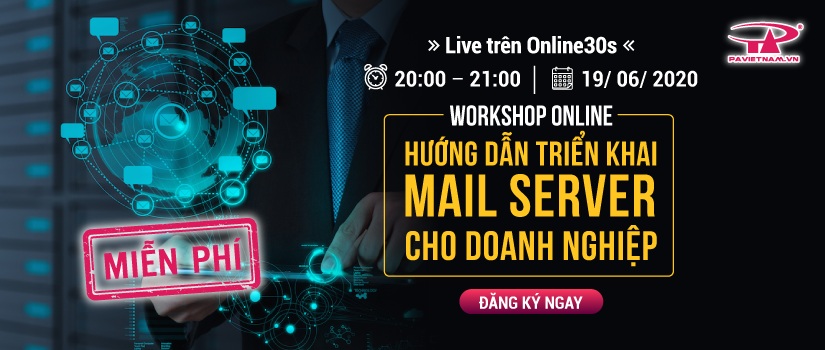 » Live trên Online30s «
PAVIETNAM.VN
20:00 – 21:00 | 19/ 06/ 2020
WORKSHOP ONLINE
HƯỚNG DẪN TRIỂN KHAI
MAIL SERVER
CHO DOANH NGHIỆP
MIỄN PHÍ
ĐĂNG KÝ NGAY